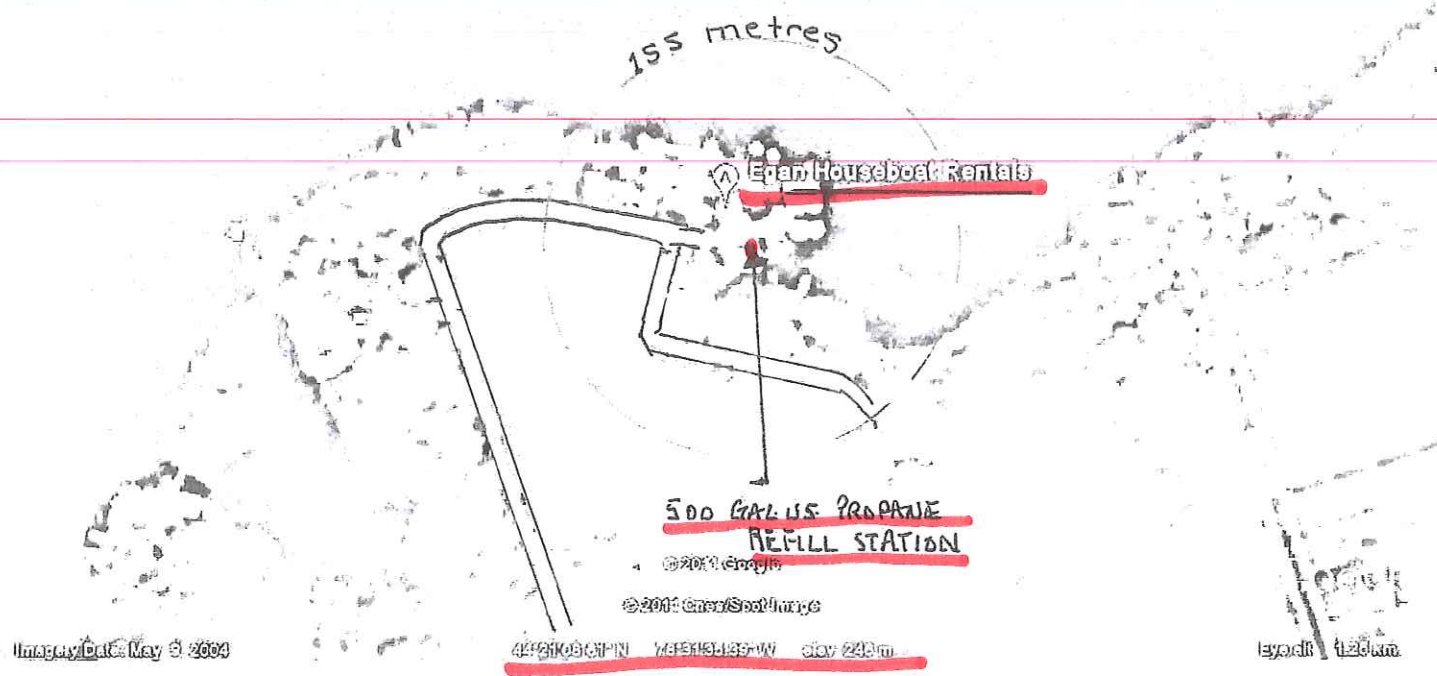 155 metres
Egan Houseboat Rentals
500 GAL US PROPANE
REFILL STATION
© 2011 Google
© 2011 Cnes/Spot Image
Imagery Date: May 9, 2004
elev 248 m
Eye alt 1.20 km